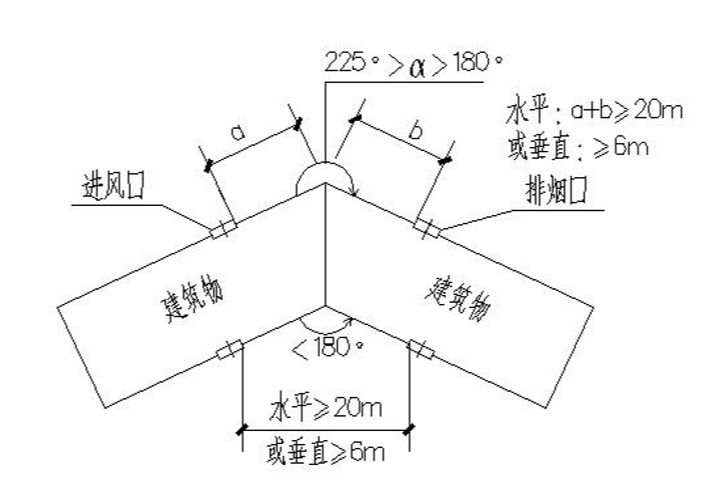 225°>α>180°
水平：a+b≥20m
或垂直：≥6m
a
b
进风口
排烟口
建筑物
建筑物
<180°
水平≥20m
或垂直≥6m